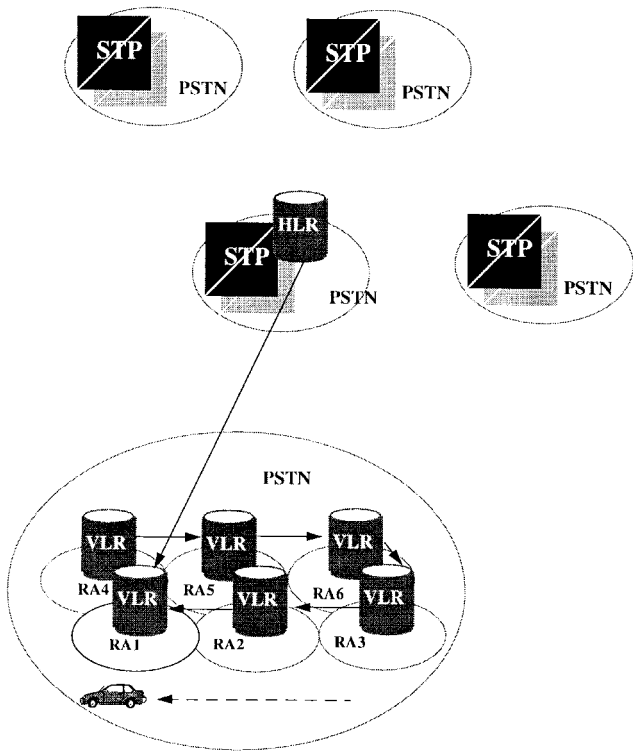 STP
PSTN
STP
PSTN
HLR
STP
PSTN
STP
PSTN
PSTN
VLR
VLR
VLR
RA4
VLR
RA5
VLR
RA6
VLR
RA1
RA2
RA3